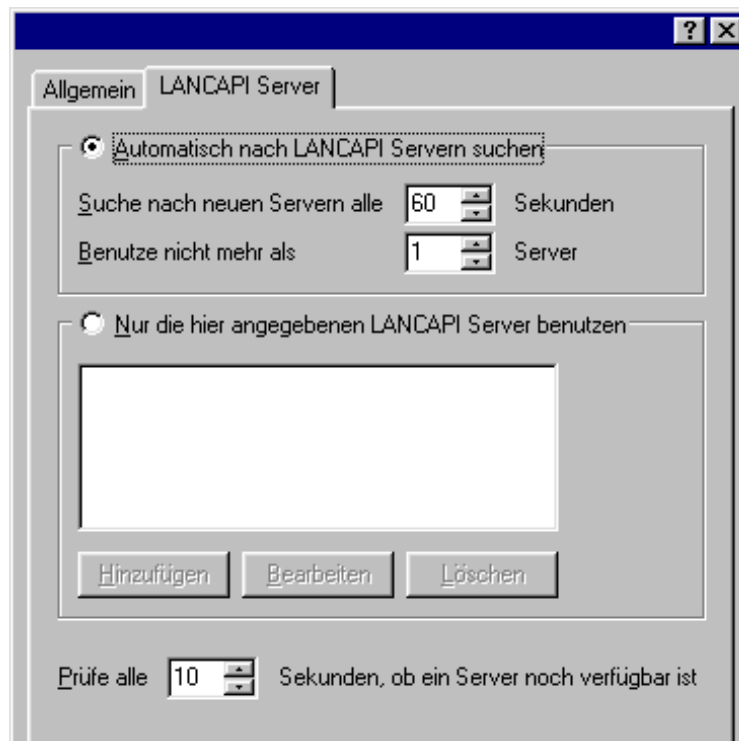 Allgemein LANCAPI Server
Automatisch nach LANCAPI Servern suchen
Suche nach neuen Servern alle 60 Sekunden
Benutze nicht mehr als 1 Server
Nur die hier angegebenen LANCAPI Server benutzen
Hinzufügen Bearbeiten Löschen
Prüfe alle 10 Sekunden, ob ein Server noch verfügbar ist